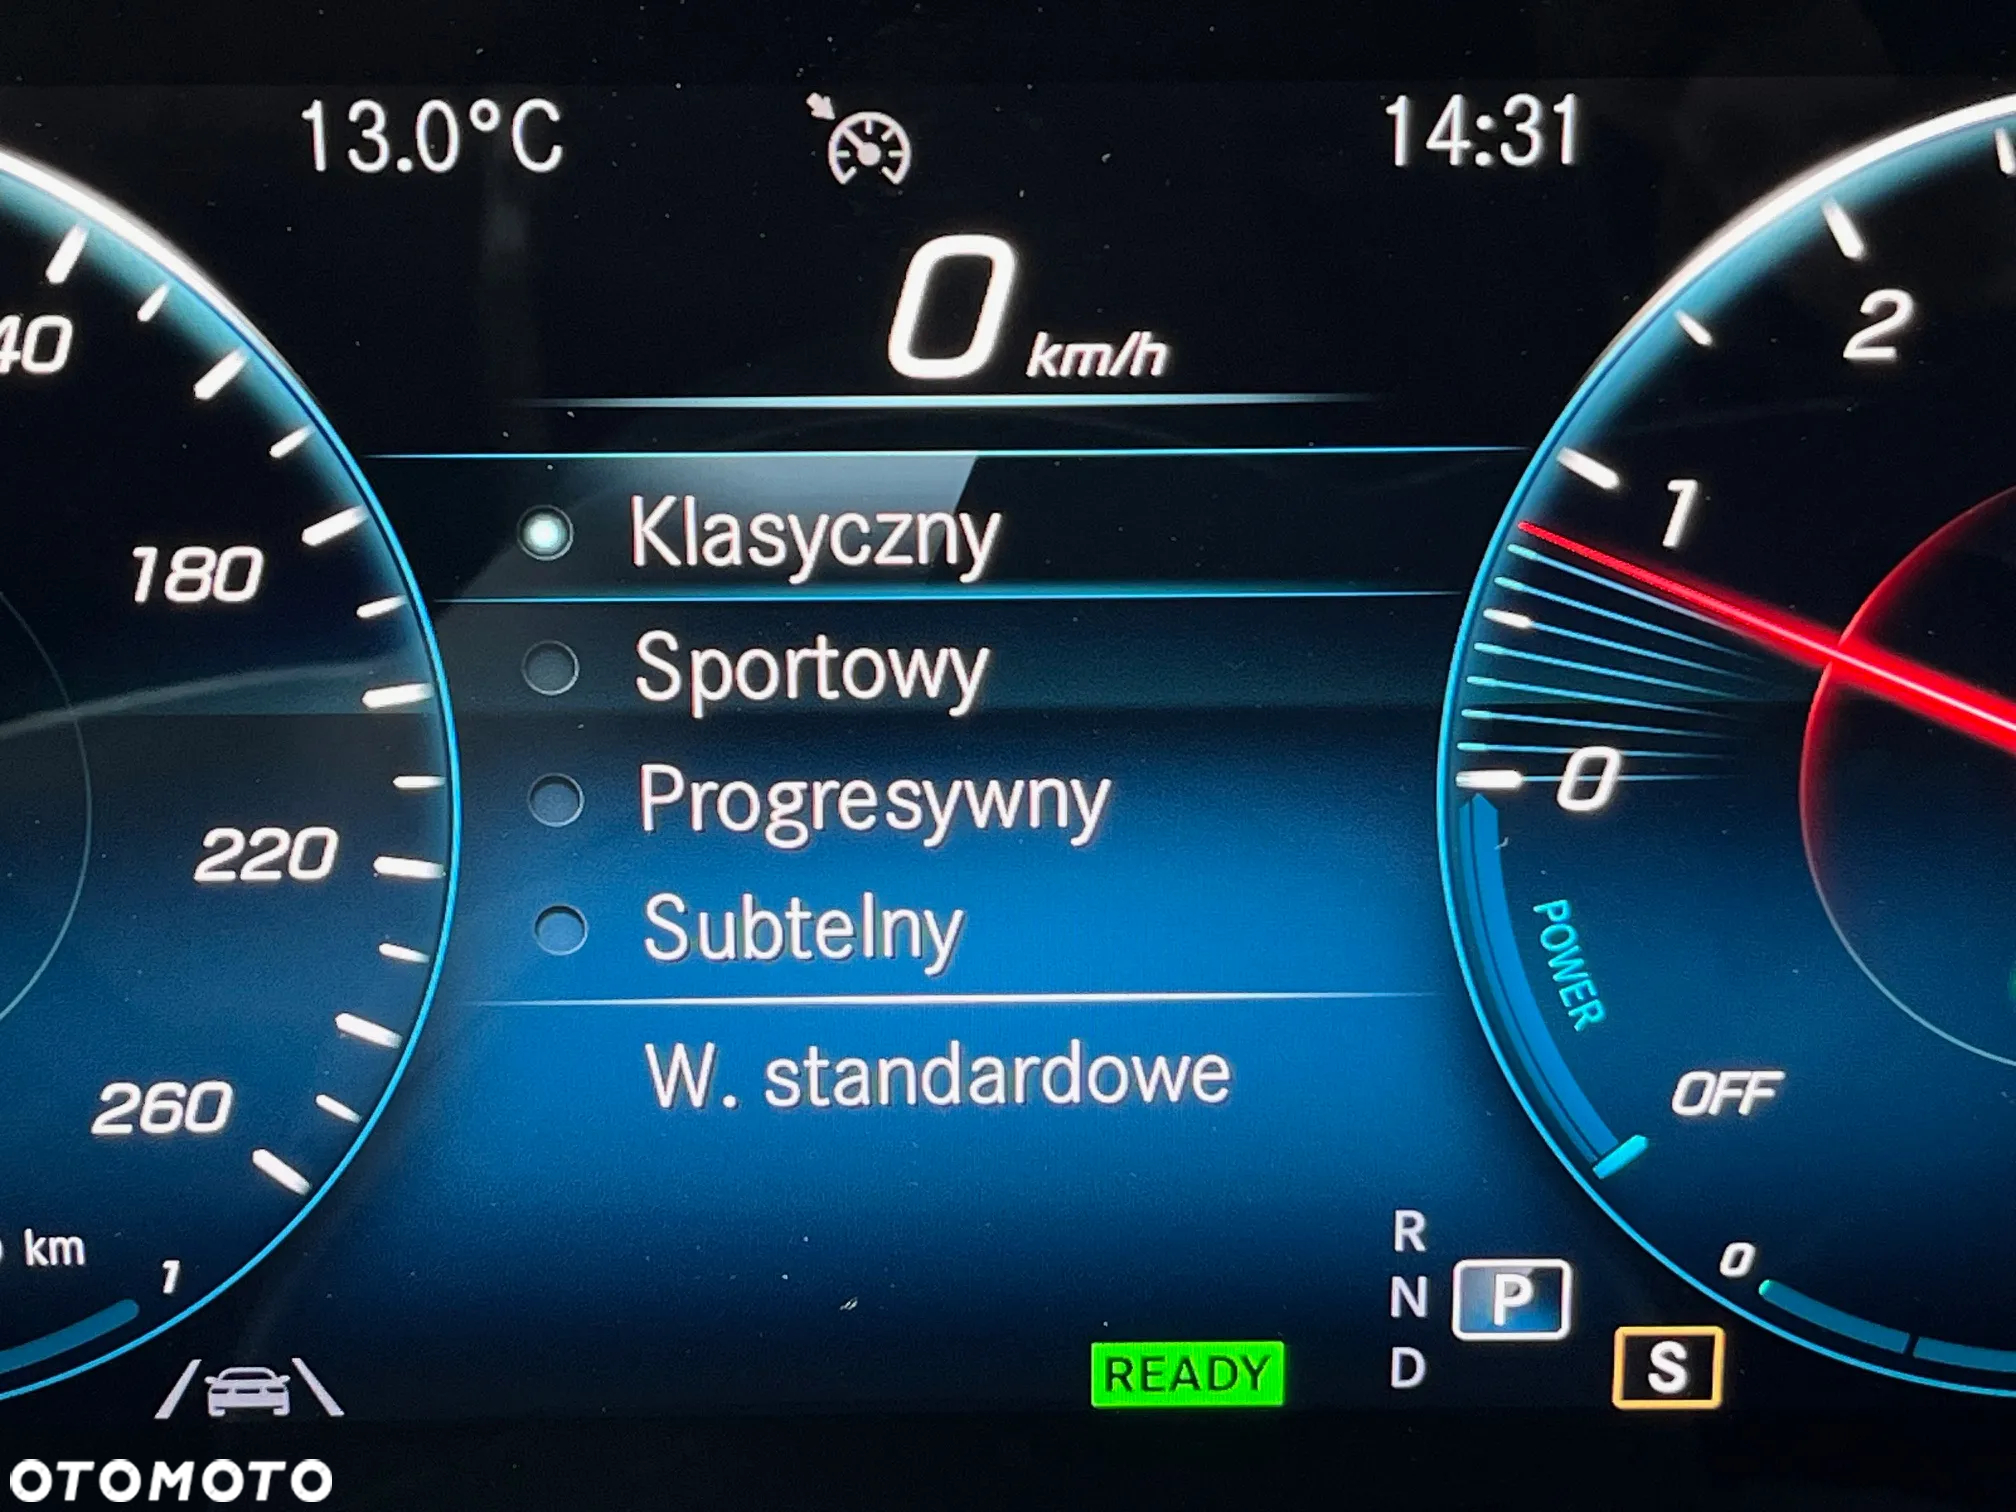 13.0°C
14:31
0 km/h
40
180
220
260
km
1
Klasyczny
Sportowy
Progresywny
Subtelny
W. standardowe
2
1
0
POWER
OFF
0
R
N P
D
S
READY
OTOMOTO